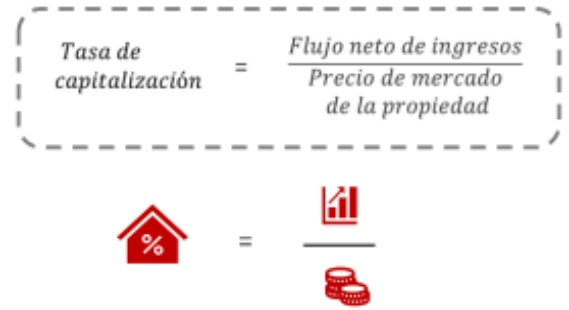 Tasa de
capitalización
=
Flujo neto de ingresos
Precio de mercado
de la propiedad
%
=